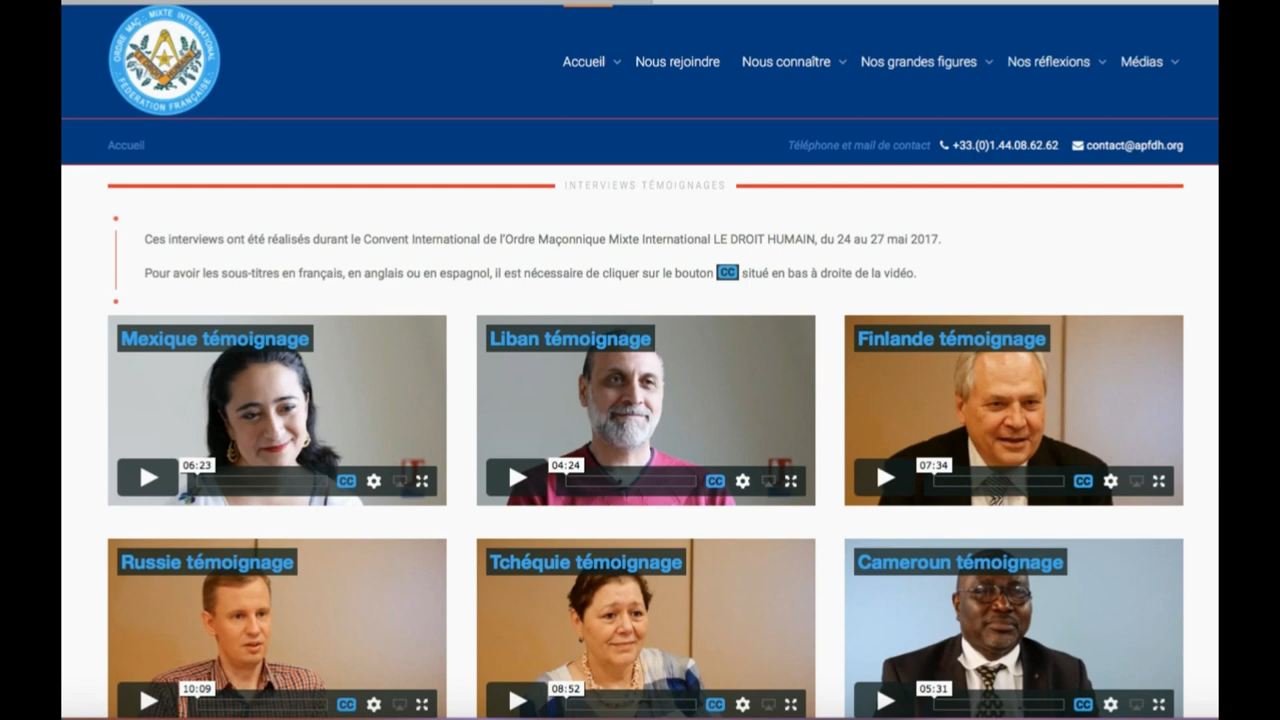 ORDRE MAÇ∴ MIXTE INTERNATIONAL
FEDERATION FRANÇAISE
Accueil
Nous rejoindre
Nous connaître
Nos grandes figures
Nos réflexions
Médias
Accueil
Téléphone et mail de contact +33.(0)1.44.08.62.62 contact@apfdh.org
INTERVIEWS TÉMOIGNAGES
Ces interviews ont été réalisés durant le Convent International de l'Ordre Maçonnique Mixte International LE DROIT HUMAIN, du 24 au 27 mai 2017.
Pour avoir les sous-titres en français, en anglais ou en espagnol, il est nécessaire de cliquer sur le bouton CC situé en bas à droite de la vidéo.
Mexique témoignage
06:23
CC
Liban témoignage
04:24
CC
Finlande témoignage
07:34
CC
Russie témoignage
10:09
CC
Tchéquie témoignage
08:52
CC
Cameroun témoignage
05:31
CC